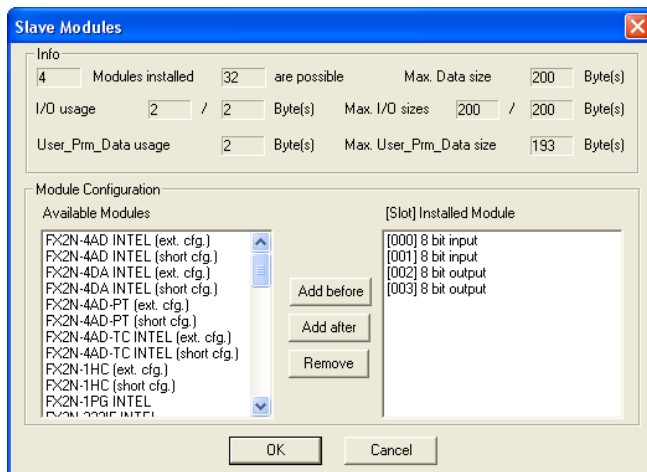 Slave Modules
Info
4 Modules installed 32 are possible Max. Data size 200 Byte(s)
I/O usage 2 / 2 Byte(s) Max. I/O sizes 200 / 200 Byte(s)
User_Prm_Data usage 2 Byte(s) Max. User_Prm_Data size 193 Byte(s)
Module Configuration
Available Modules
FX2N-4AD INTEL (ext. cfg.)
FX2N-4AD INTEL (short cfg.)
FX2N-4DA INTEL (ext. cfg.)
FX2N-4DA INTEL (short cfg.)
FX2N-4AD-PT (ext. cfg.)
FX2N-4AD-PT (short cfg.)
FX2N-4AD-TC INTEL (ext. cfg.)
FX2N-4AD-TC INTEL (short cfg.)
FX2N-1HC (ext. cfg.)
FX2N-1HC (short cfg.)
FX2N-1PG INTEL
FX2N-232IF INTEL
Add before
Add after
Remove
[Slot] Installed Module
[000] 8 bit input
[001] 8 bit input
[002] 8 bit output
[003] 8 bit output
OK Cancel